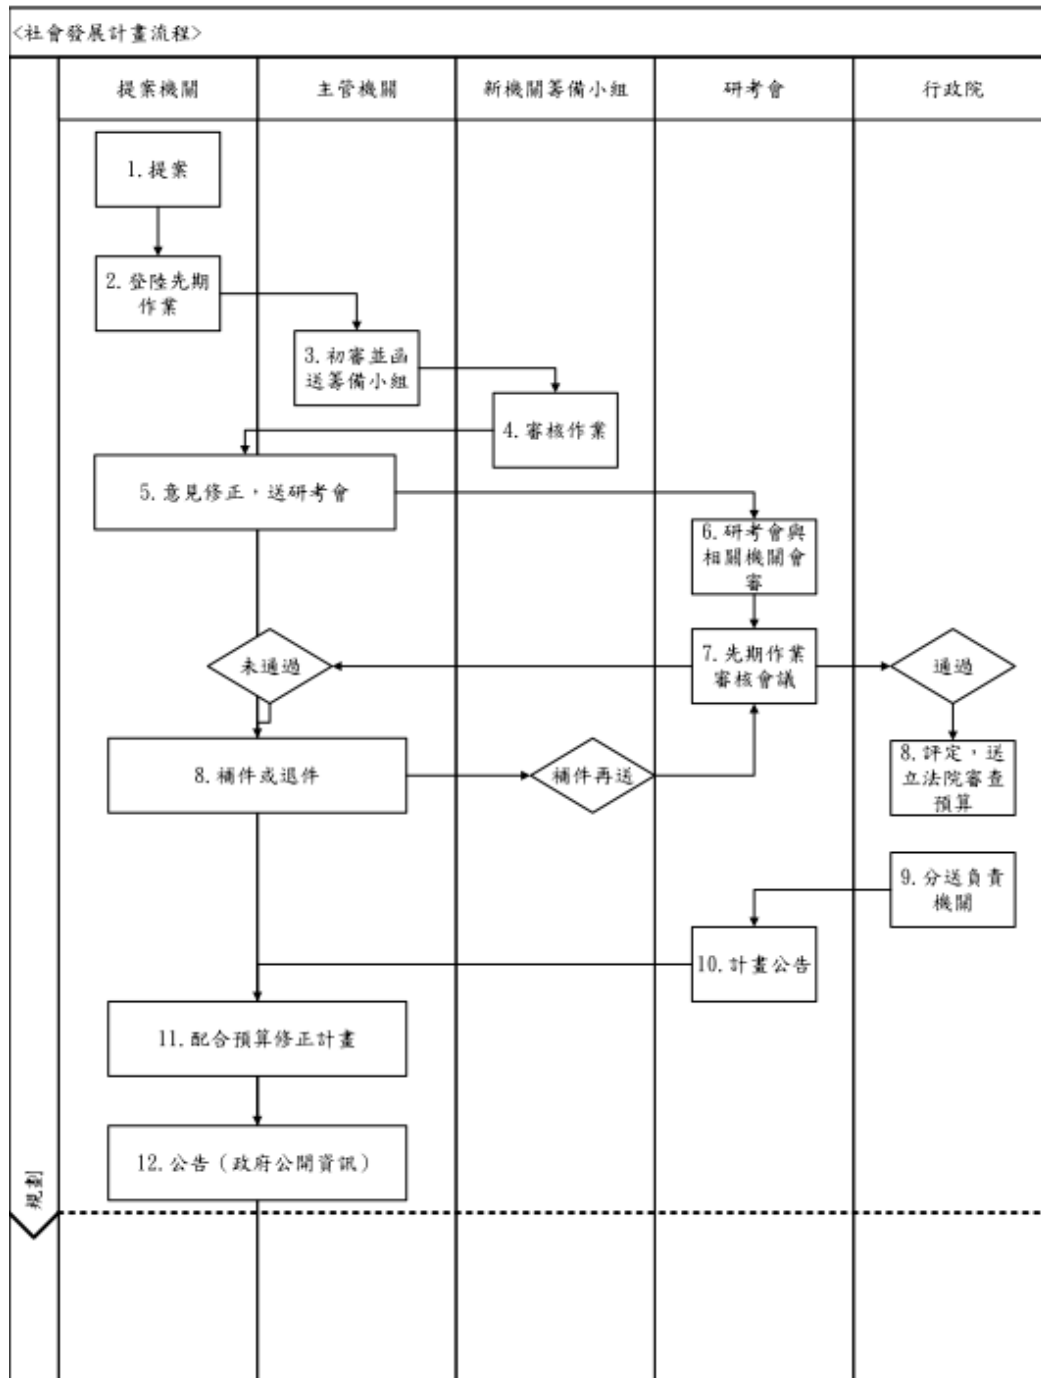 <社會發展計畫流程>
提案機關
主管機關
新機關籌備小組
研考會
行政院
1.提案
2.登陸先期
作業
3.初審並函
送籌備小組
4.審核作業
5.意見修正，送研考會
6.研考會與
相關機關會
審
未通過
7.先期作業
審核會議
通過
8.補件或退件
補件再送
8.評定，送
立法院審查
預算
9.分送負責
機關
10.計畫公告
11.配合預算修正計畫
12.公告（政府公開資訊）
規劃